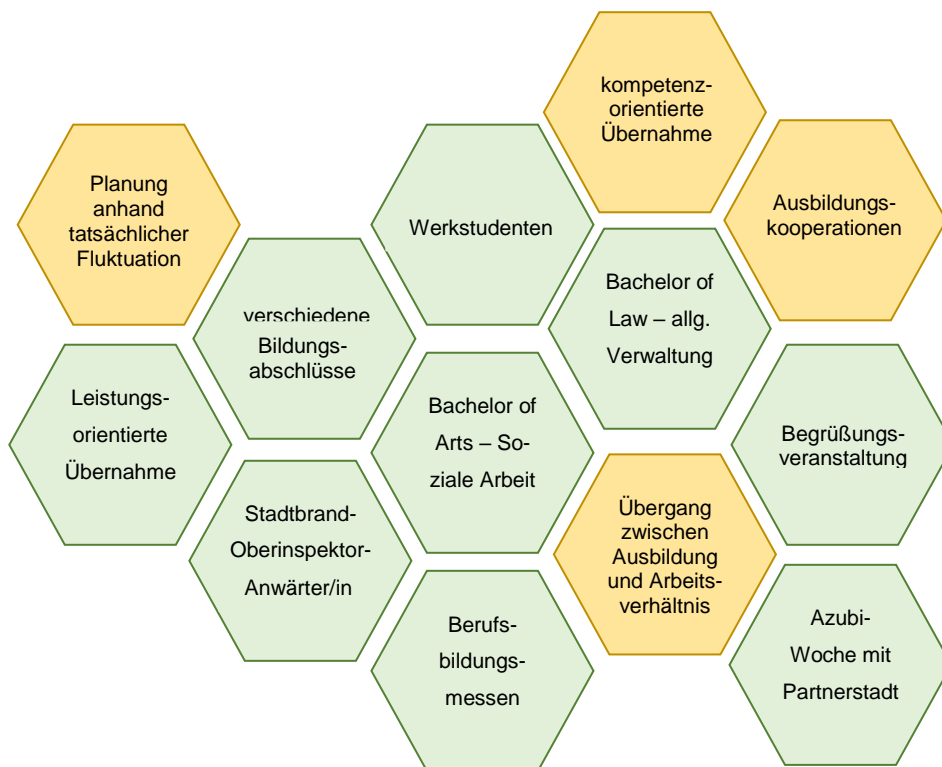 kompetenz-
orientierte
Übernahme
Planung
anhand
tatsächlicher
Fluktuation
Werkstudenten
Ausbildungs-
kooperationen
verschiedene
Bildungs-
abschlüsse
Bachelor of
Law – allg.
Verwaltung
Leistungs-
orientierte
Übernahme
Bachelor of
Arts – So-
ziale Arbeit
Begrüßungs-
veranstaltung
Stadtbrand-
Oberinspektor-
Anwärter/in
Übergang
zwischen
Ausbildung
und Arbeits-
verhältnis
Berufs-
bildungs-
messen
Azubi-
Woche mit
Partnerstadt